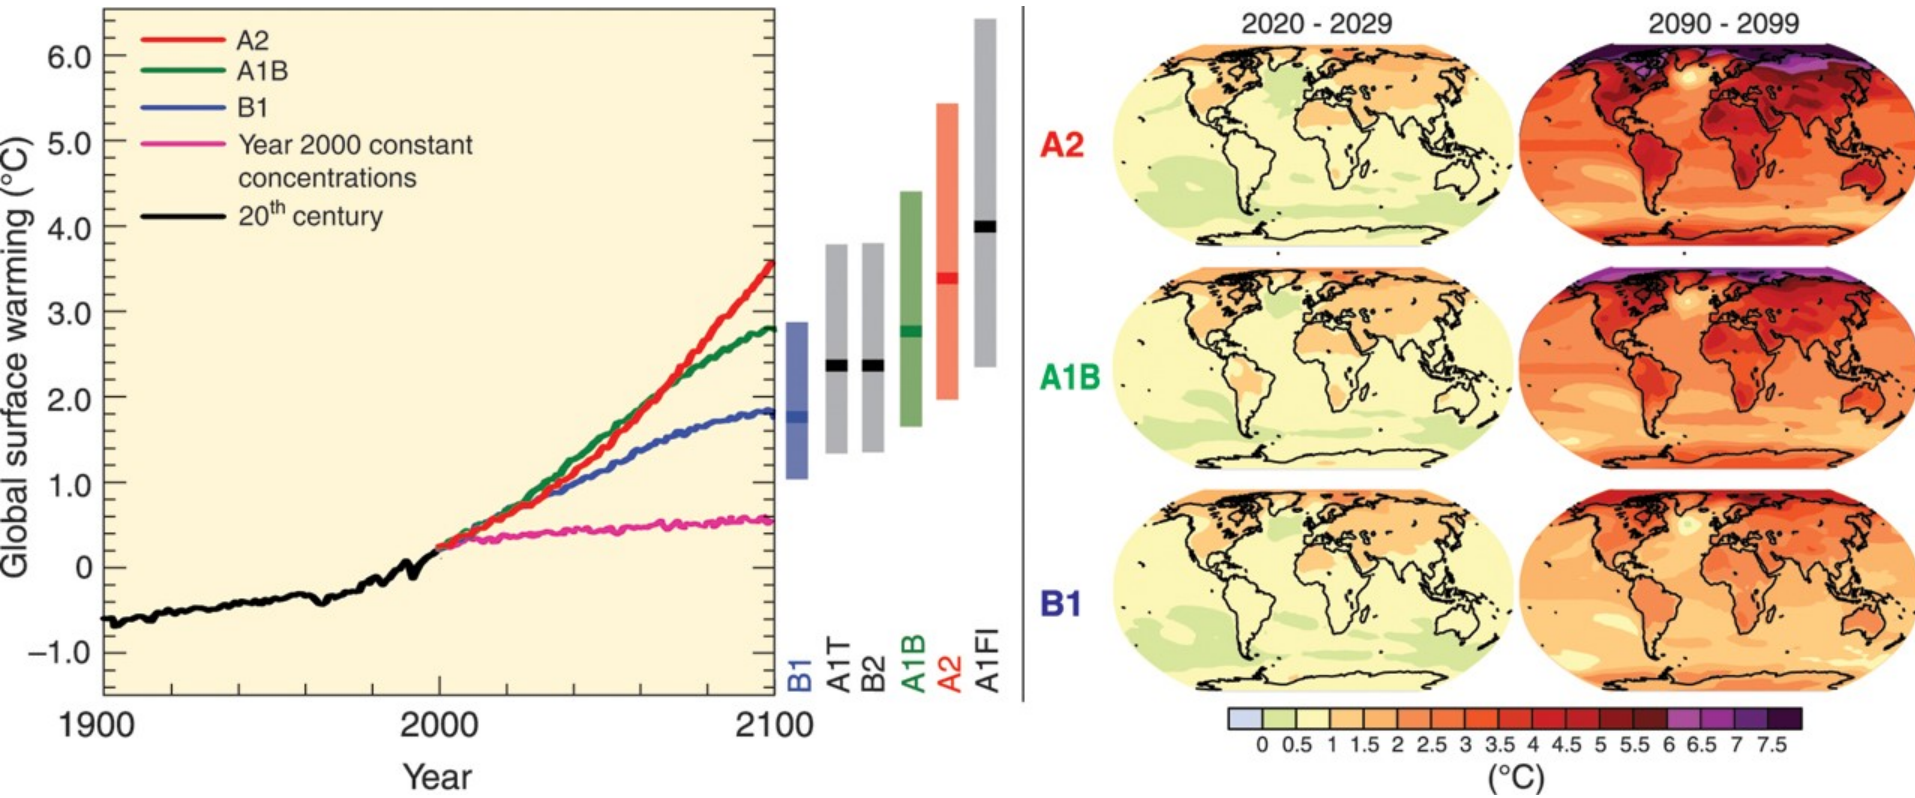 Global surface warming (°C)
6.0
5.0
4.0
3.0
2.0
1.0
0
–1.0
A2
A1B
B1
Year 2000 constant
concentrations
20th century
1900
2000
2100
Year
B1
A1T
B2
A1B
A2
A1FI
2020 - 2029
2090 - 2099
A2
A1B
B1
0 0.5 1 1.5 2 2.5 3 3.5 4 4.5 5 5.5 6 6.5 7 7.5
(°C)